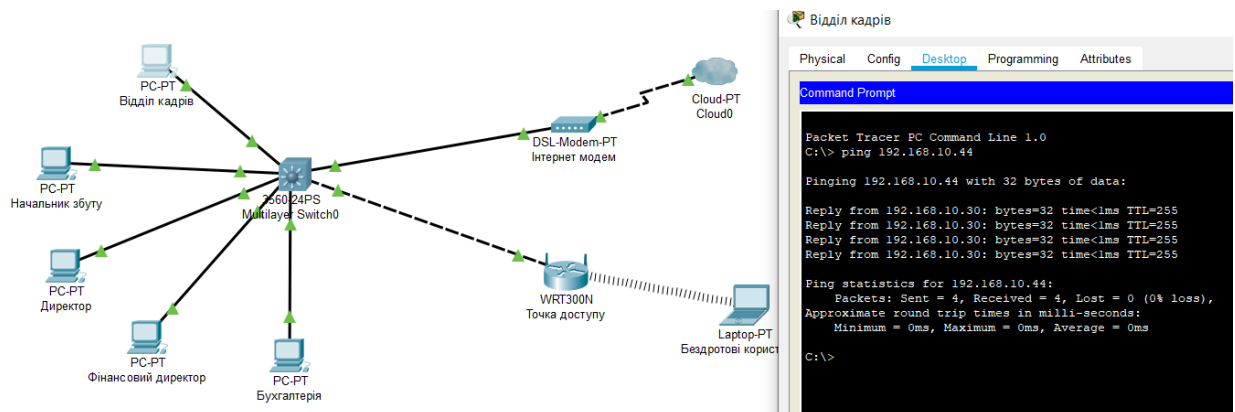 PC-PT
Відділ кадрів
PC-PT
Начальник збуту
PC-PT
Директор
PC-PT
Фінансовий директор
PC-PT
Бухгалтерія
3560-24PS
Multilayer Switch0
DSL-Modem-PT
Інтернет модем
Cloud-PT
Cloud0
WRT300N
Точка доступу
Laptop-PT
Бездротові корист
Відділ кадрів
Physical Config Desktop Programming Attributes
Command Prompt
Packet Tracer PC Command Line 1.0
C:\> ping 192.168.10.44
Pinging 192.168.10.44 with 32 bytes of data:
Reply from 192.168.10.30: bytes=32 time<1ms TTL=255
Reply from 192.168.10.30: bytes=32 time<1ms TTL=255
Reply from 192.168.10.30: bytes=32 time<1ms TTL=255
Reply from 192.168.10.30: bytes=32 time<1ms TTL=255
Ping statistics for 192.168.10.44:
Packets: Sent = 4, Received = 4, Lost = 0 (0% loss),
Approximate round trip times in milli-seconds:
Minimum = 0ms, Maximum = 0ms, Average = 0ms
C:\>